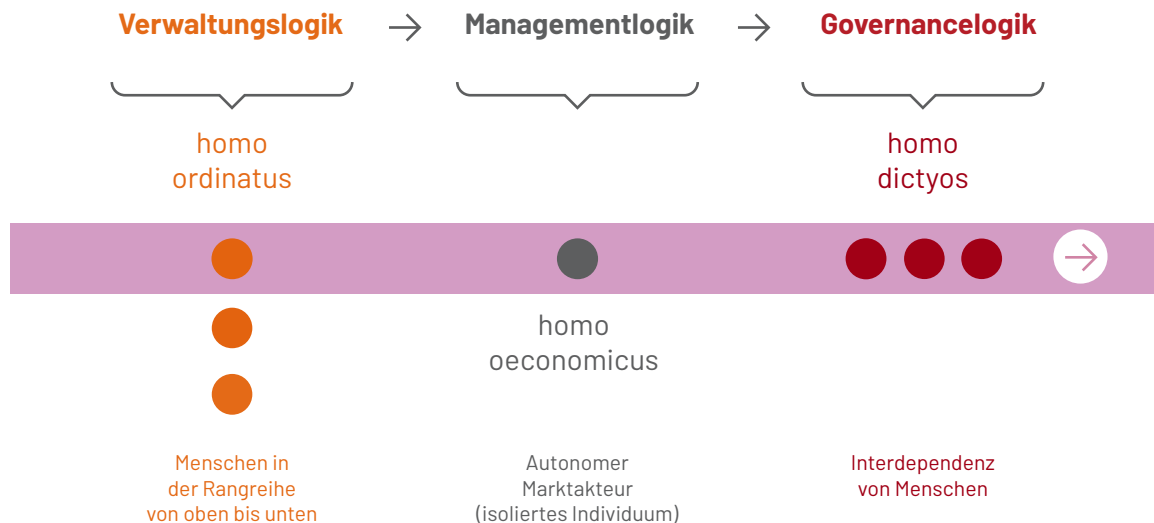 Verwaltungslogik → Managementlogik → Governancelogik
homo
ordinatus
homo
dictyos
homo
oeconomicus
Menschen in
der Rangreihe
von oben bis unten
Autonomer
Marktakteur
(isoliertes Individuum)
Interdependenz
von Menschen